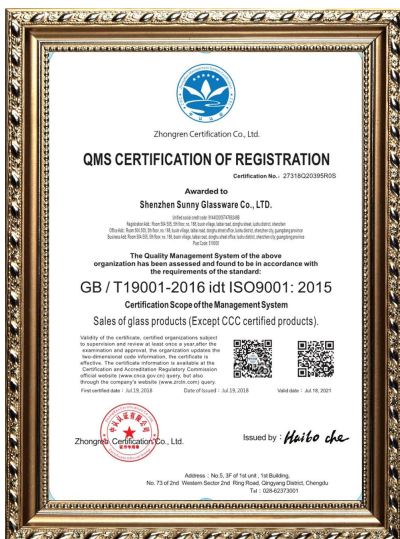 Zhongren Certification Co., Ltd.
QMS CERTIFICATION OF REGISTRATION
Certification No.: 27318Q20395R0S
Awarded to
Shenzhen Sunny Glassware Co., LTD.
The Quality Management System of the above
organization has been assessed and found to be in accordance with
the requirements of the standard:
GB / T19001-2016 idt ISO9001: 2015
Certification Scope of the Management System
Sales of glass products (Except CCC certified products).
Validity of the certificate, certified organizations subject
to supervision and review at least once a year.after the
examination and approval, the organization updates the
two-dimensional code information, the certificate is
effective. The certificate information is available at the
Certification and Accreditation Regulatory Commission
official website (www.cnca.gov.cn) query, but also
through the company's website (www.zrctn.com) query.
First certified date : Jul.19, 2018 Date of Issued : Jul.19, 2018 Valid date : Jul.18, 2021
Zhongren Certification Co., Ltd.
Issued by : Haibo che
Address : No.5, 3F of 1st unit , 1st Building,
No. 73 of 2nd Western Sector 2nd Ring Road, Qingyang District, Chengdu
Tel : 028-62373001